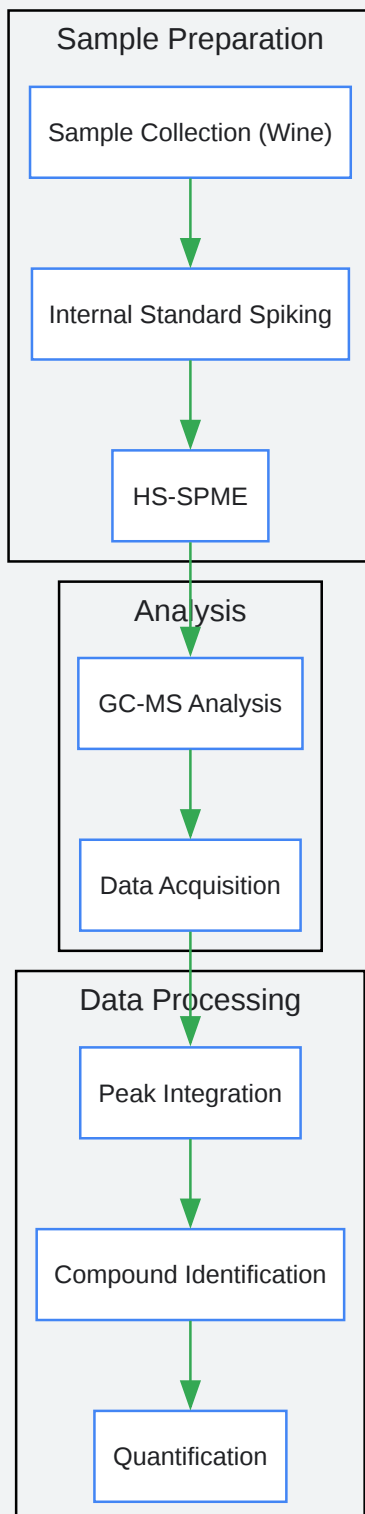 Sample Preparation
Sample Collection (Wine)
Internal Standard Spiking
HS-SPME
Analysis
GC-MS Analysis
Data Acquisition
Data Processing
Peak Integration
Compound Identification
Quantification